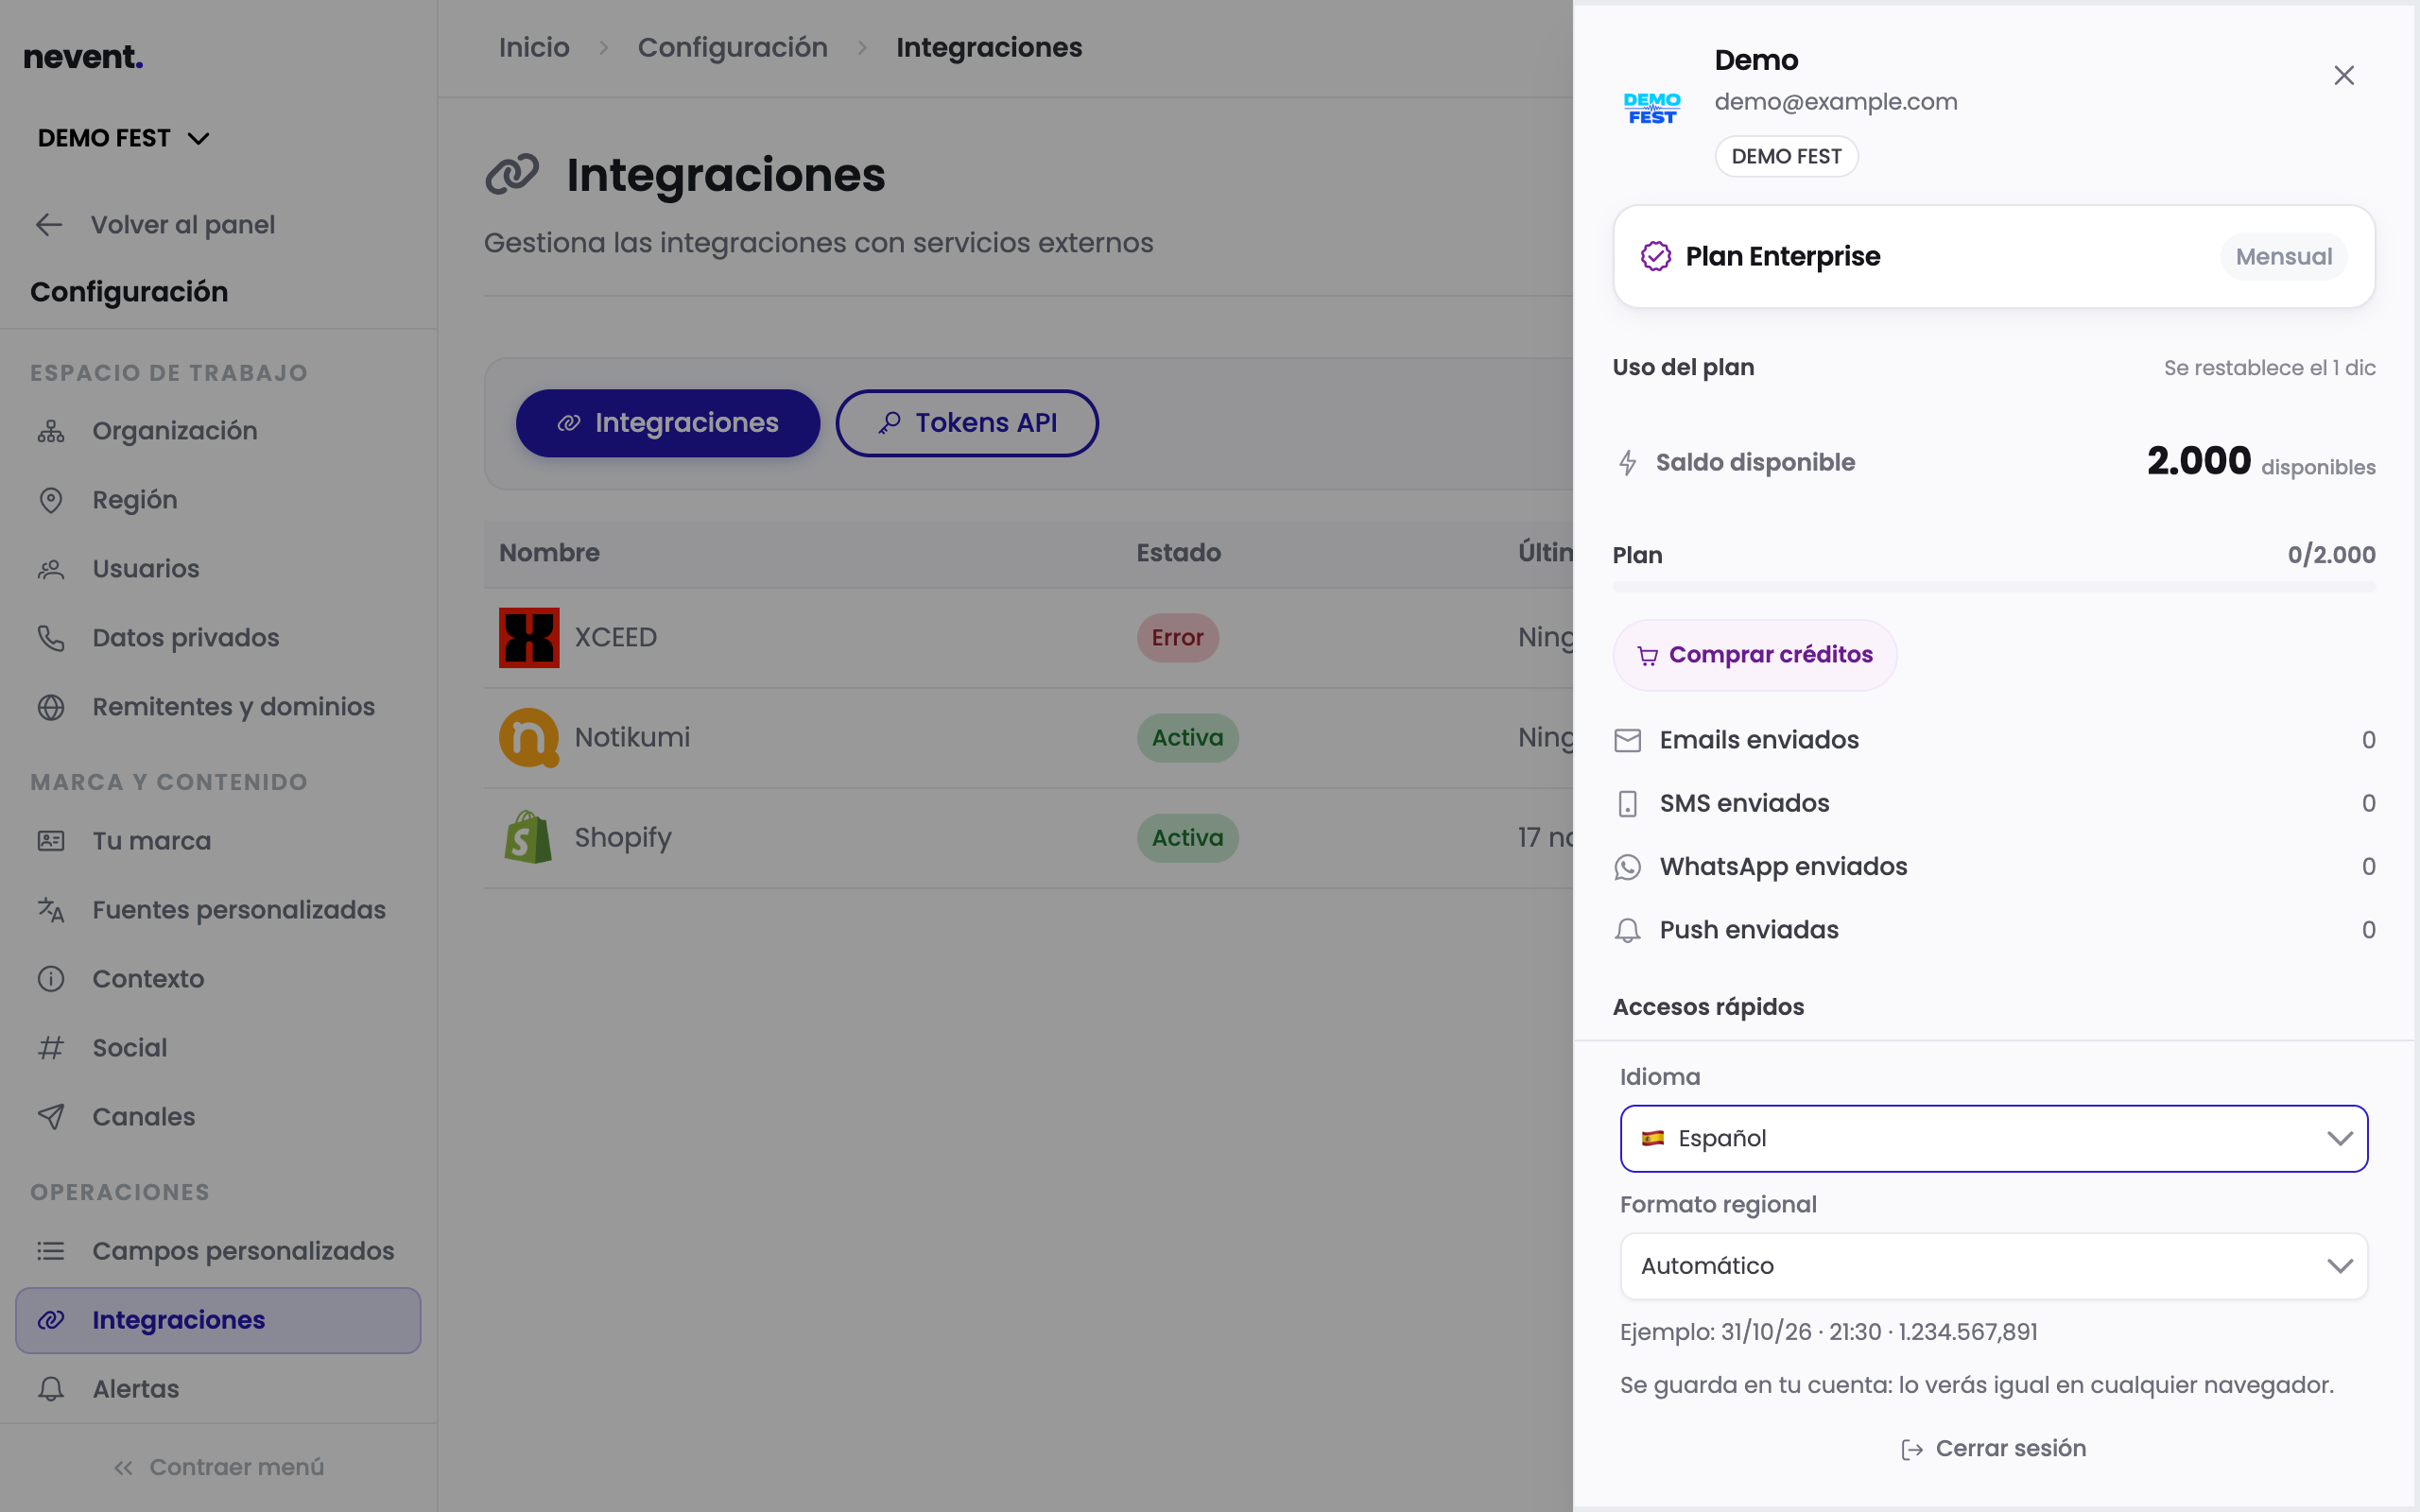 nevent.
DEMO FEST
Volver al panel
Configuración
ESPACIO DE TRABAJO
Organización
Región
Usuarios
Datos privados
Remitentes y dominios
MARCA Y CONTENIDO
Tu marca
Fuentes personalizadas
Contexto
Social
Canales
OPERACIONES
Campos personalizados
Integraciones
Alertas
Contraer menú
Inicio > Configuración > Integraciones
Integraciones
Gestiona las integraciones con servicios externos
Integraciones Tokens API
Nombre Estado
XCEED Error
Notikumi Activa
Shopify Activa 17
Demo
demo@example.com
DEMO FEST
DEMO FEST
Plan Enterprise Mensual
Uso del plan Se restablece el 1 dic
Saldo disponible 2.000 disponibles
Plan 0/2.000
Comprar créditos
Emails enviados 0
SMS enviados 0
WhatsApp enviados 0
Push enviadas 0
Accesos rápidos
Idioma
Español
Formato regional
Automático
Ejemplo: 31/10/26 · 21:30 · 1.234.567,891
Se guarda en tu cuenta: lo verás igual en cualquier navegador.
Cerrar sesión